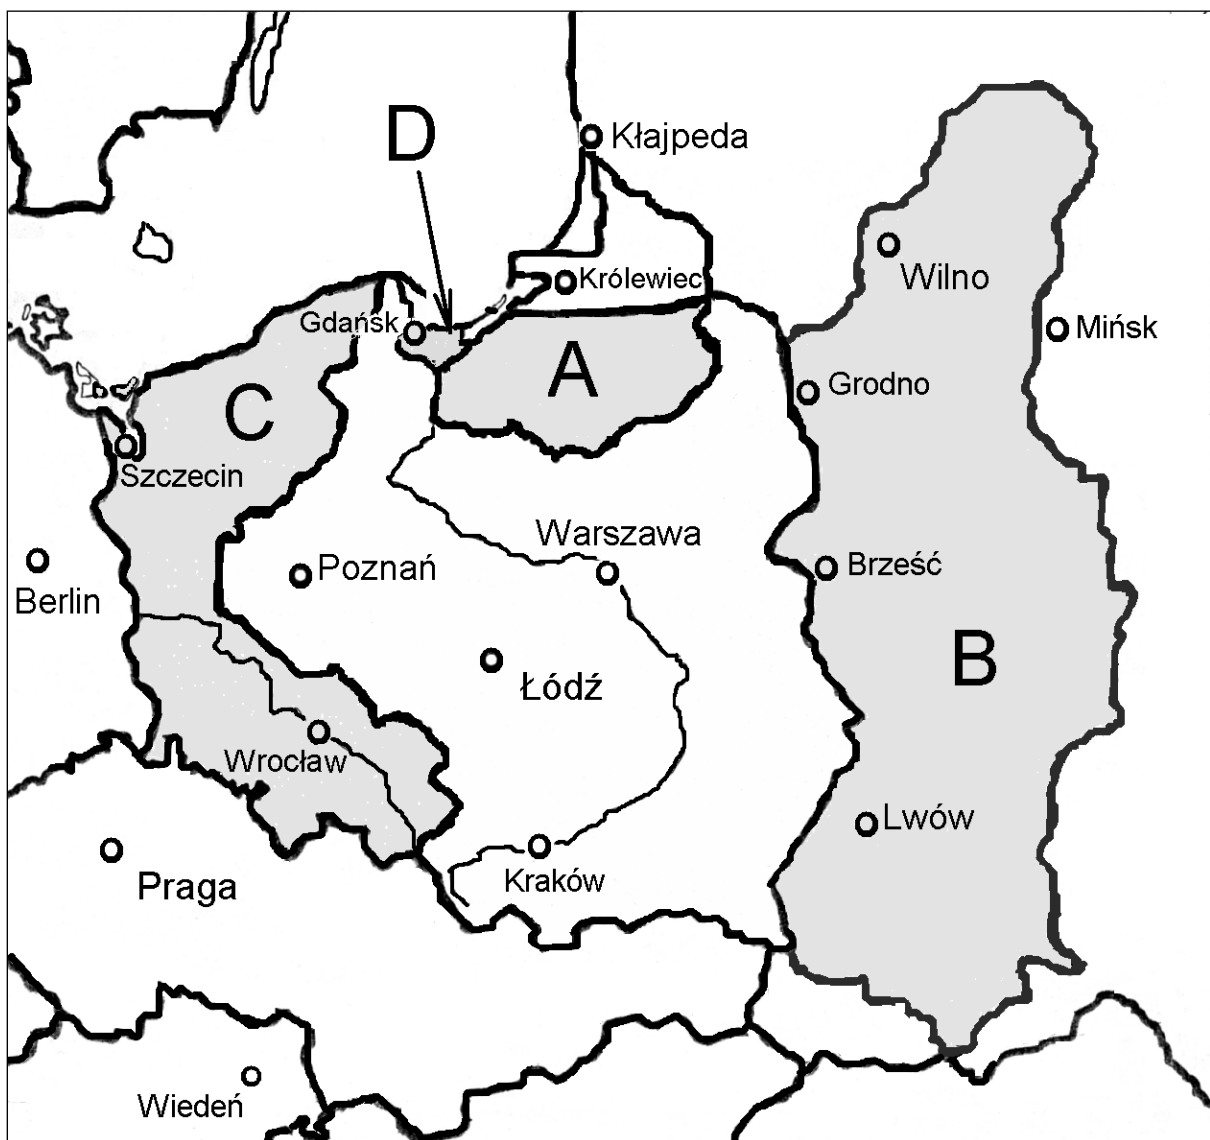 D
Kłajpeda
Wilno
Królewiec
Gdańsk
Mińsk
A
Grodno
C
Szczecin
Warszawa
Poznań
Brześć
Berlin
B
Łódź
Wrocław
Lwów
Praga
Kraków
Wiedeń